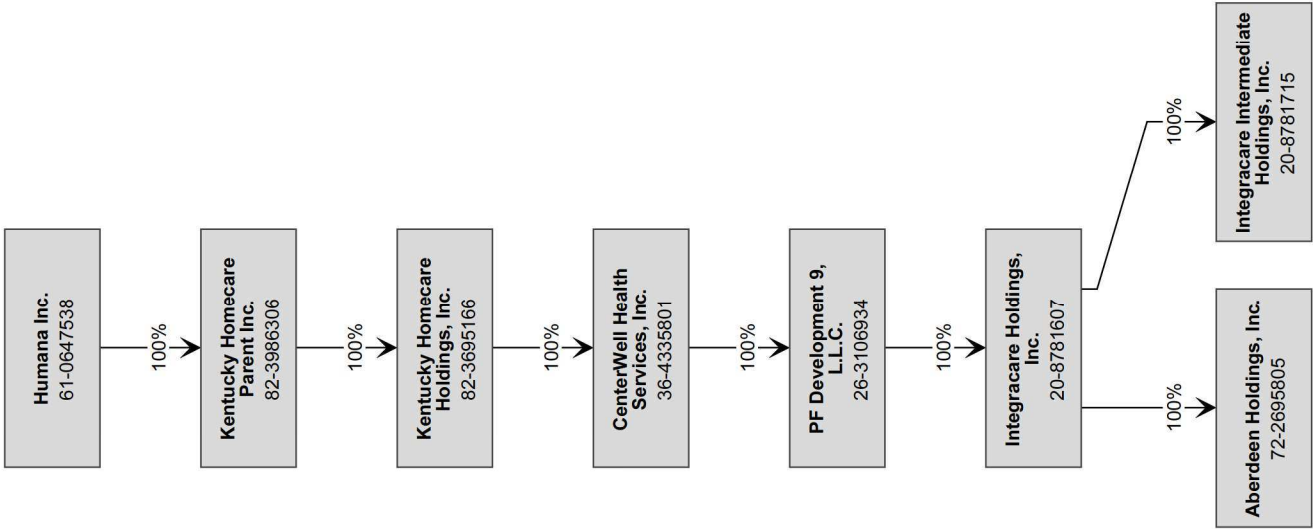 Humana Inc.
61-0647538
100%
Kentucky Homecare
Parent Inc.
82-3986306
100%
Kentucky Homecare
Holdings, Inc.
82-3695166
100%
CenterWell Health
Services, Inc.
36-4335801
100%
PF Development 9,
L.L.C.
26-3106934
100%
Integracare Holdings,
Inc.
20-8781607
100%
100%
Aberdeen Holdings, Inc.
72-2695805
Integracare Intermediate
Holdings, Inc.
20-8781715